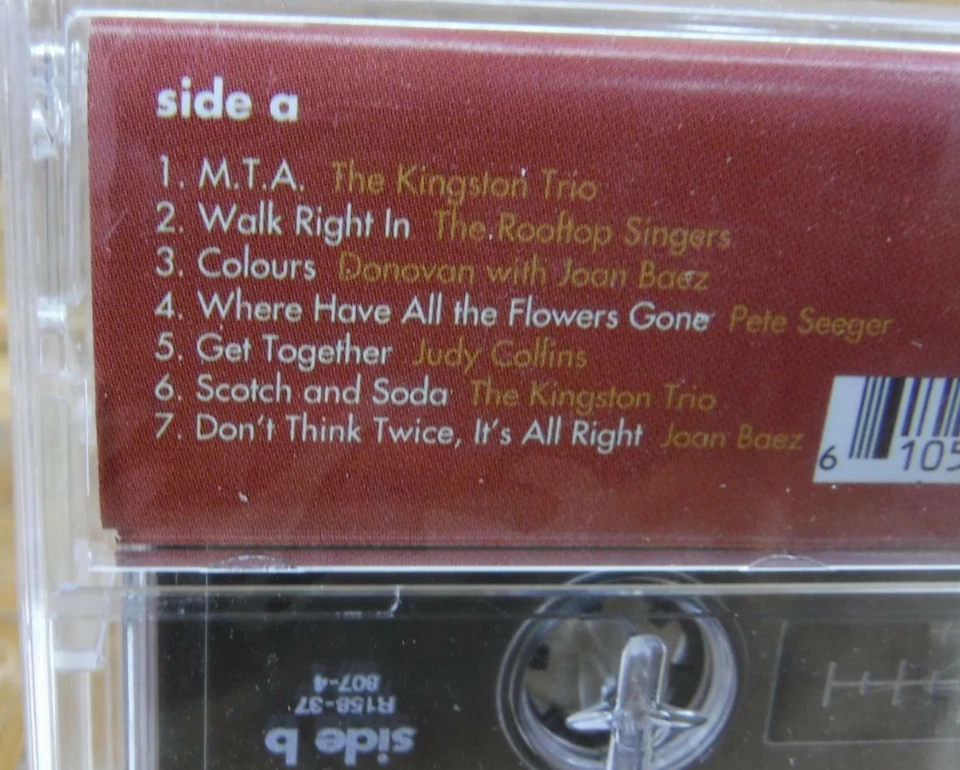 side a
1. M.T.A. The Kingston Trio
2. Walk Right In The Rooftop Singers
3. Colours Donovan with Joan Baez
4. Where Have All the Flowers Gone Pete Seeger
5. Get Together Judy Collins
6. Scotch and Soda The Kingston Trio
7. Don't Think Twice, It's All Right Joan Baez
6 105
side b
R158-37
807-4